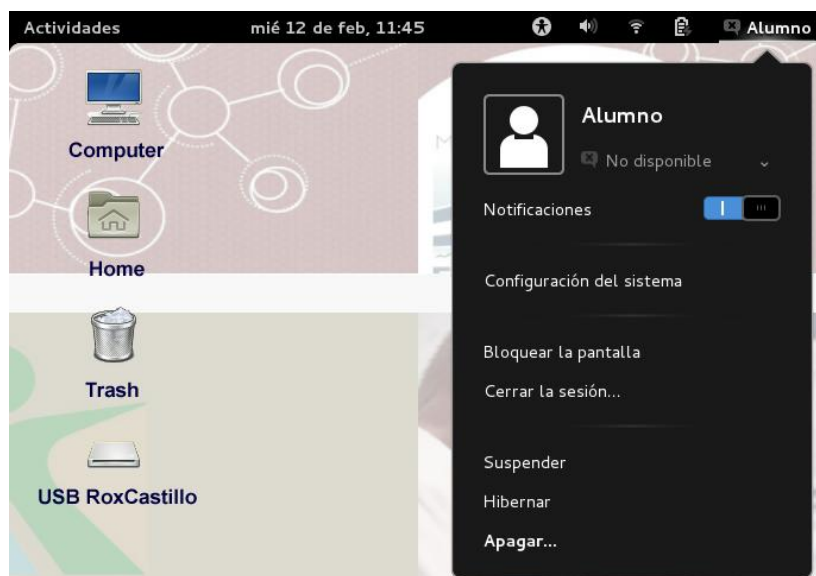 Actividades mié 12 de feb, 11:45 Alumno
Computer
Home
Trash
USB RoxCastillo
Alumno
No disponible
Notificaciones
Configuración del sistema
Bloquear la pantalla
Cerrar la sesión...
Suspender
Hibernar
Apagar...